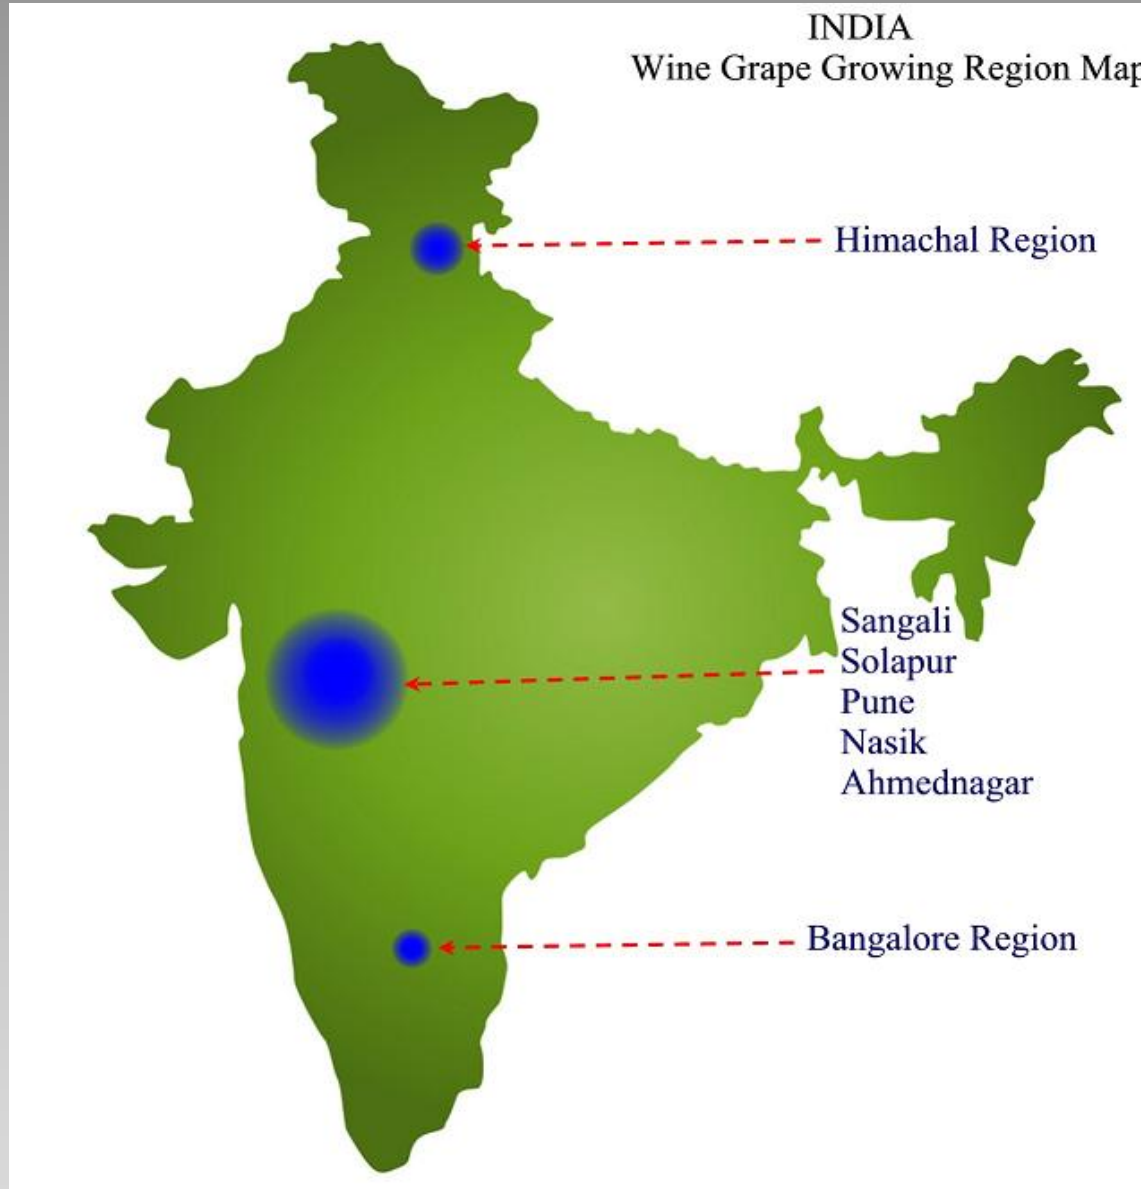 INDIA
Wine Grape Growing Region Map
Himachal Region
Sangali
Solapur
Pune
Nasik
Ahmednagar
Bangalore Region